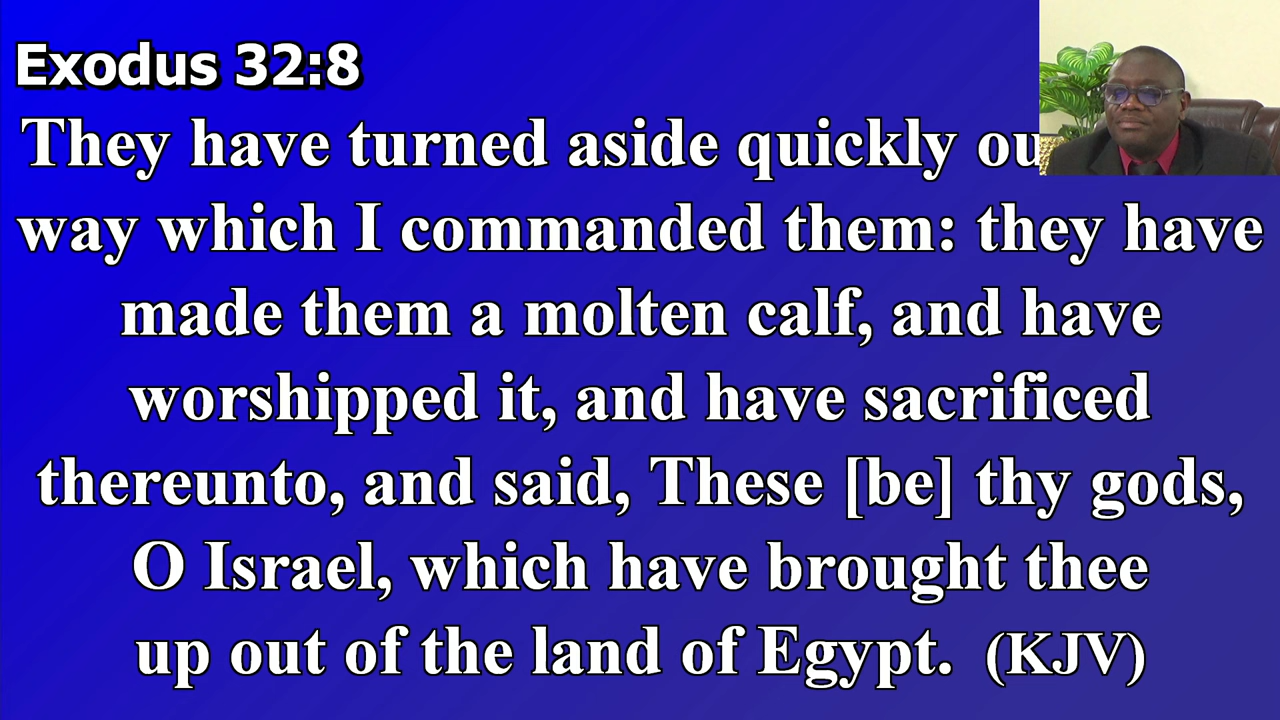 Exodus 32:8
They have turned aside quickly ou
way which I commanded them: they have
made them a molten calf, and have
worshipped it, and have sacrificed
thereunto, and said, These [be] thy gods,
O Israel, which have brought thee
up out of the land of Egypt. (KJV)